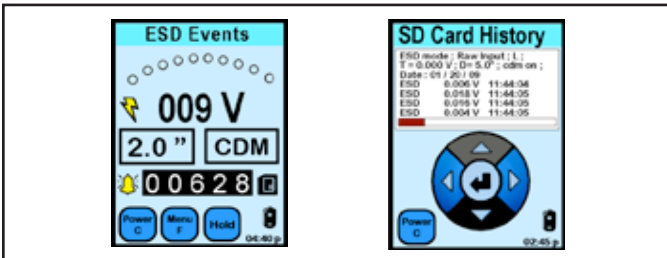 ESD Events
009 V
2.0 ”
CDM
00628
Power
C
Menu
F
Hold
04:40 p
SD Card History
ESD mode ; Raw Input ; L ;
T = 0.000 V ; D= 5.0" ; cdm on ;
Date : 01 / 20 / 09
ESD 0.006 V 11:44:04
ESD 0.018 V 11:44:05
ESD 0.016 V 11:44:05
ESD 0.004 V 11:44:05
Power
C
02:45 p